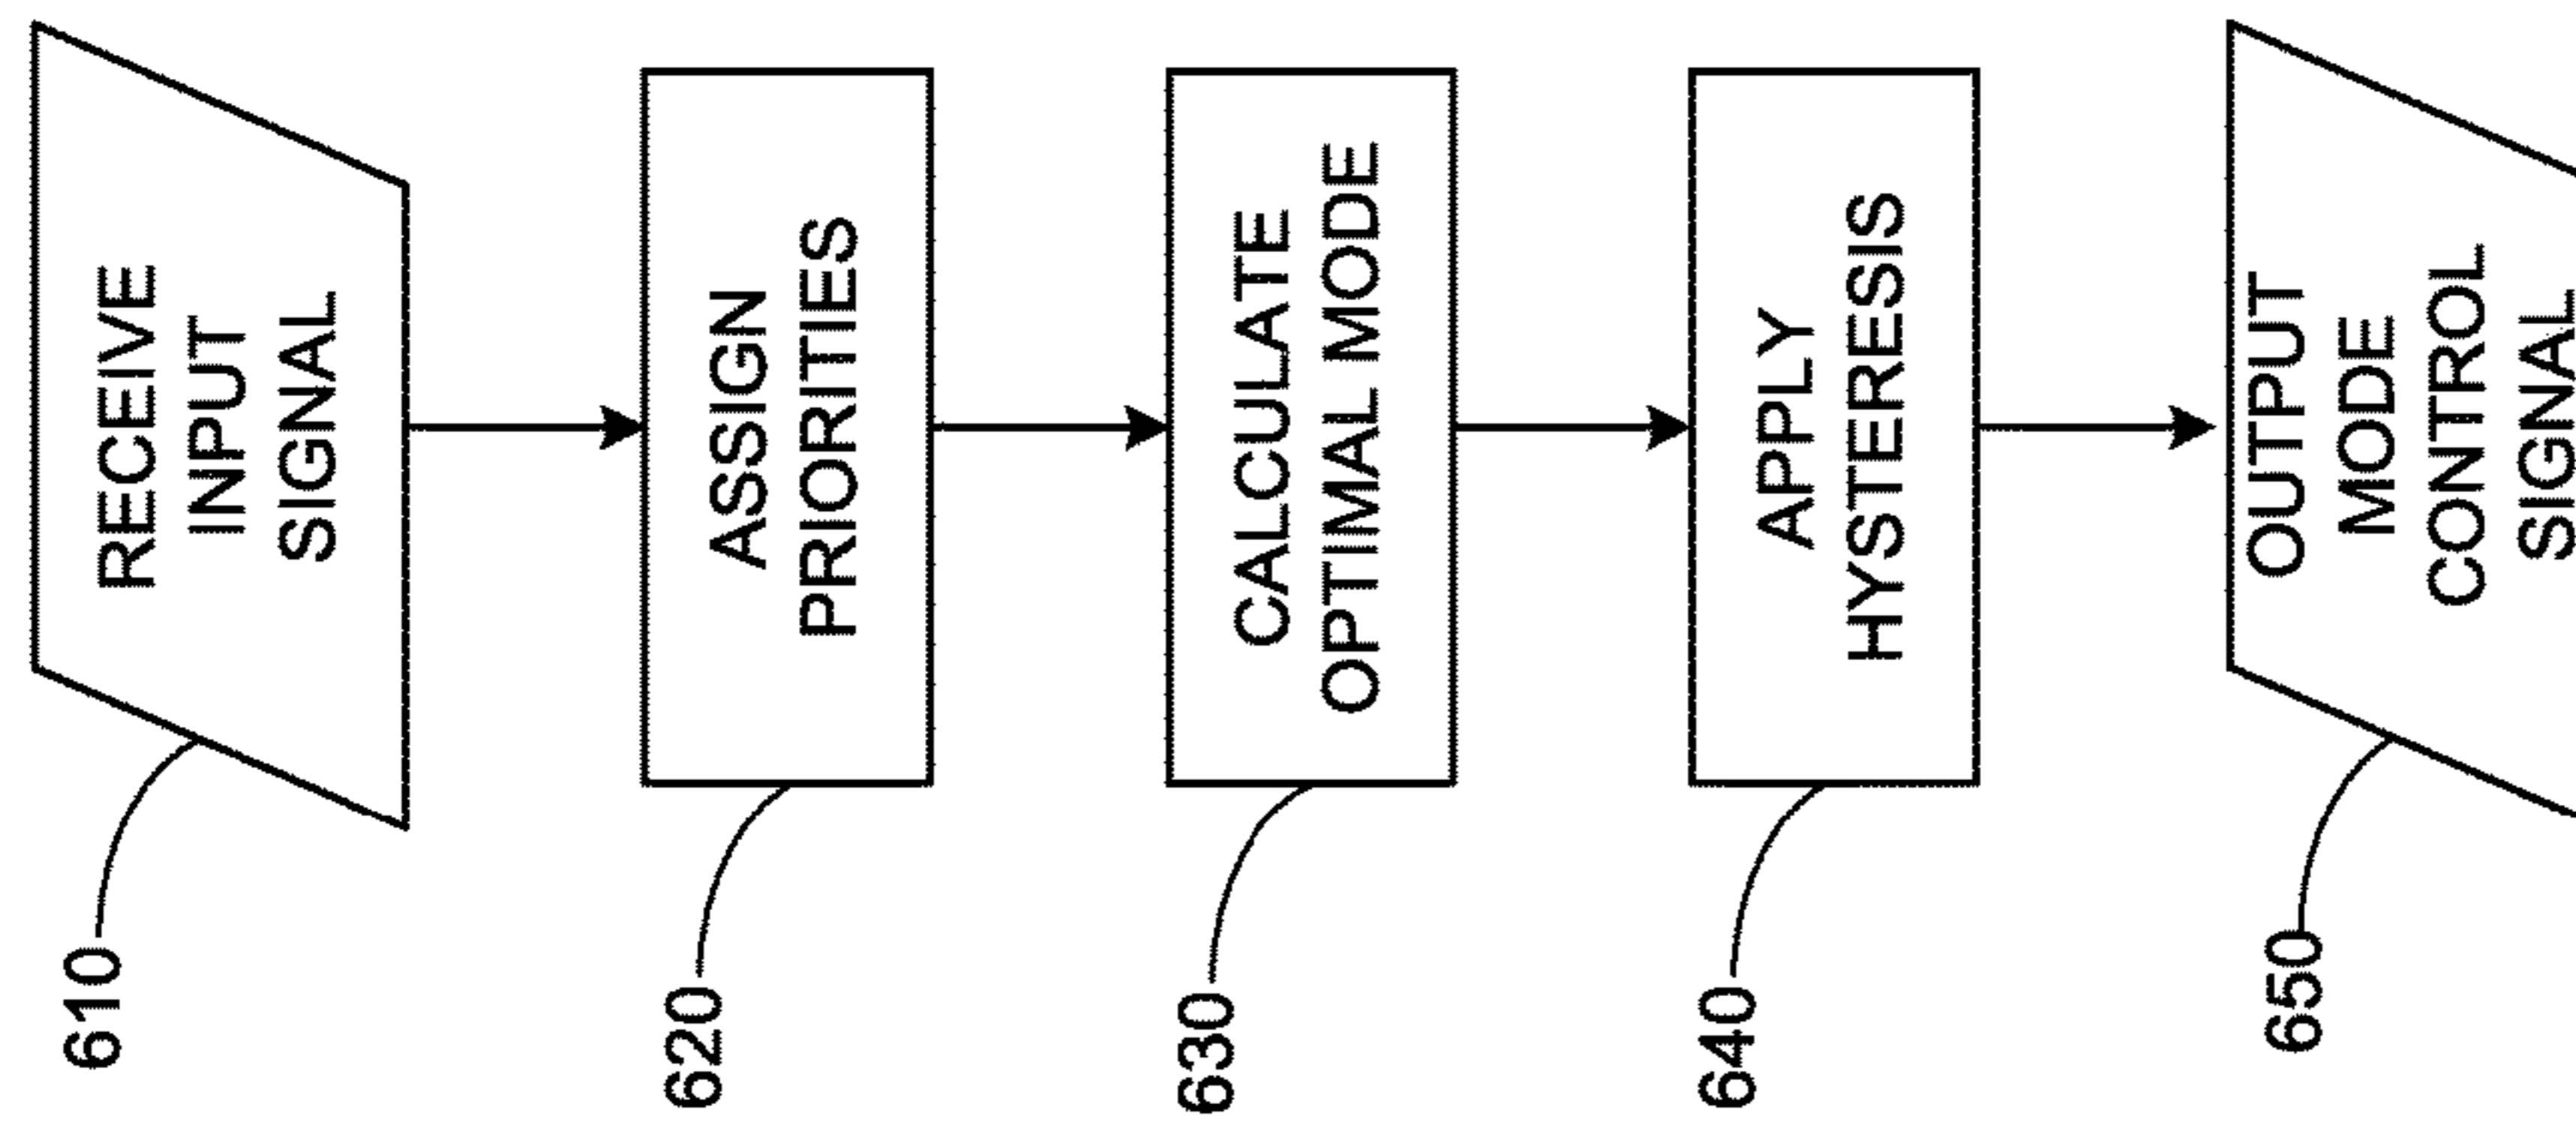 610
RECEIVE
INPUT
SIGNAL
620
ASSIGN
PRIORITIES
630
CALCULATE
OPTIMAL MODE
640
APPLY
HYSTERESIS
650
OUTPUT
MODE
CONTROL
SIGNAL